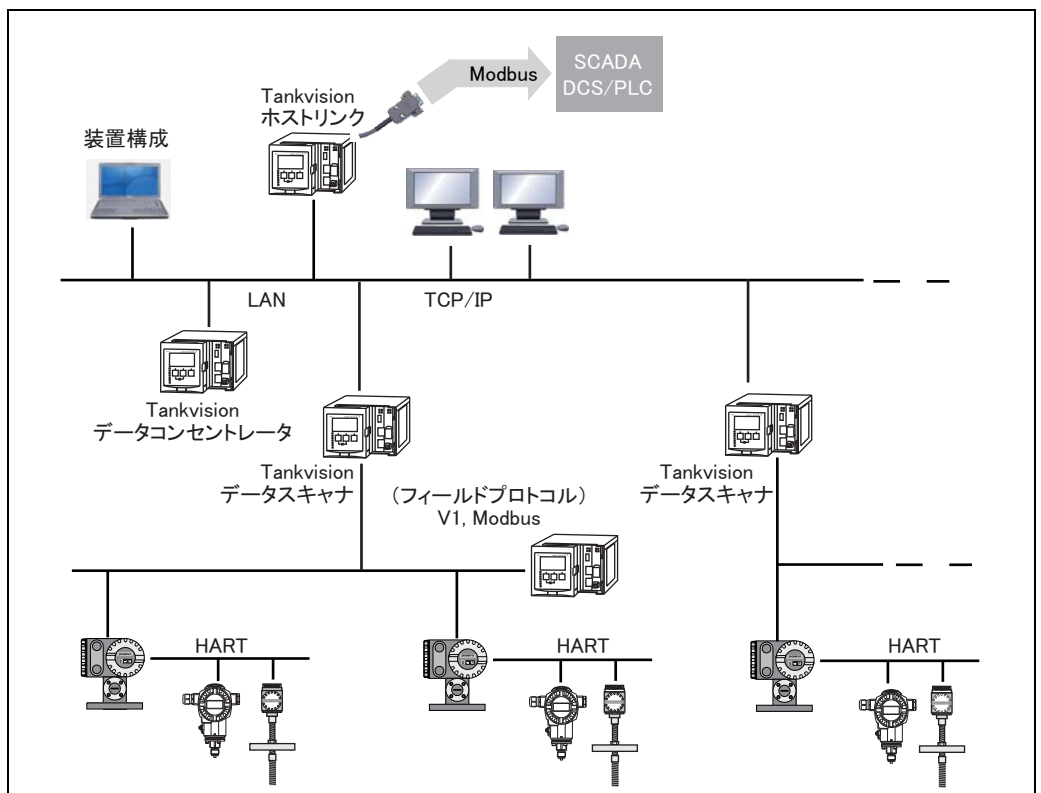 SCADA
DCS/PLC
Modbus
Tankvision
ホストリンク
装置構成
LAN
TCP/IP
Tankvision
データコンセントレータ
Tankvision
データスキャナ
(フィールドプロトコル)
V1, Modbus
Tankvision
データスキャナ
HART
HART
HART